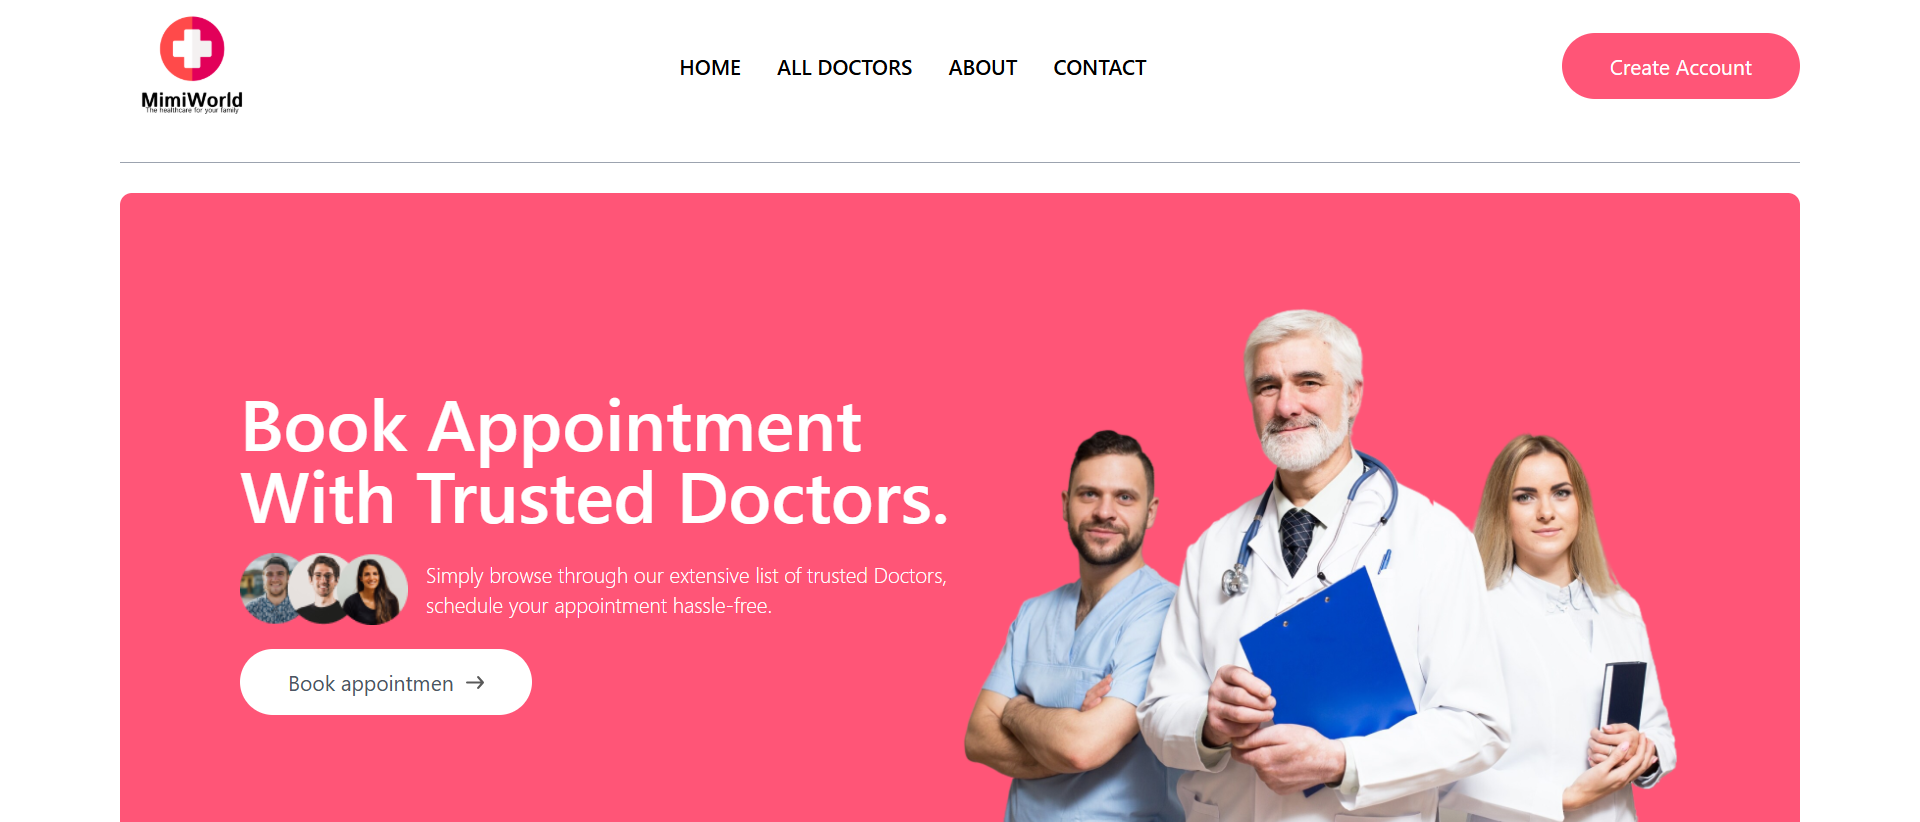 MimiWorld
The healthcare for your family
HOME
ALL DOCTORS
ABOUT
CONTACT
Create Account
Book Appointment
With Trusted Doctors.
Simply browse through our extensive list of trusted Doctors,
schedule your appointment hassle-free.
Book appointmen →